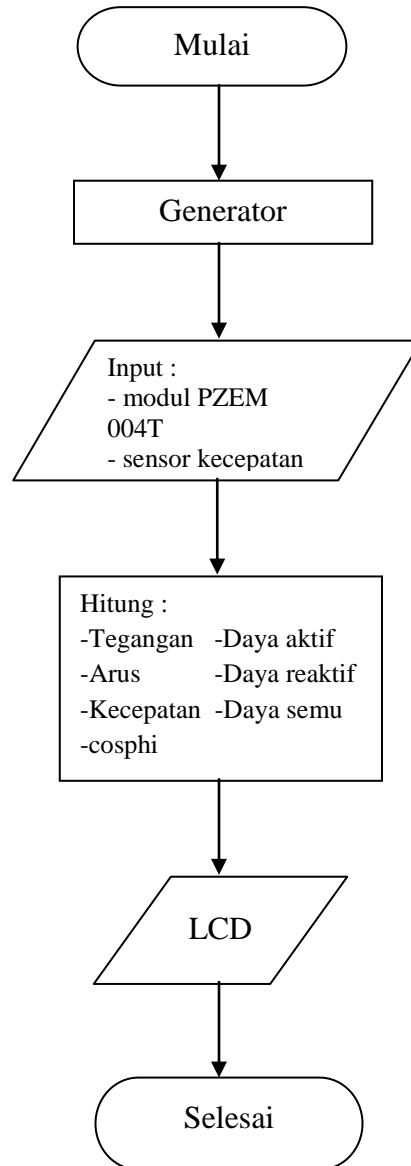 Mulai
Generator
Input :
- modul PZEM
004T
- sensor kecepatan
Hitung :
-Tegangan -Daya aktif
-Arus -Daya reaktif
-Kecepatan -Daya semu
-cosphi
LCD
Selesai